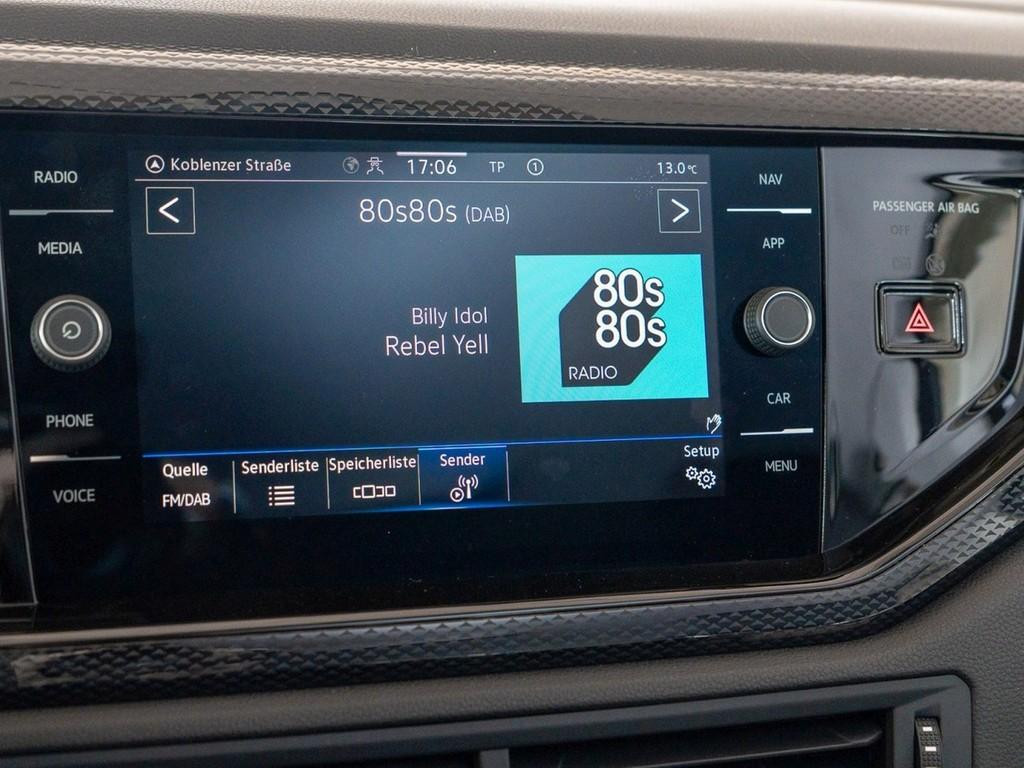 RADIO
MEDIA
PHONE
VOICE
Koblenzer Straße
17:06
TP
1
13.0°C
80s80s (DAB)
Billy Idol
Rebel Yell
80s
80s
RADIO
Quelle
FM/DAB
Senderliste
Speicherliste
Sender
Setup
NAV
APP
CAR
MENU
PASSENGER AIR BAG
OFF